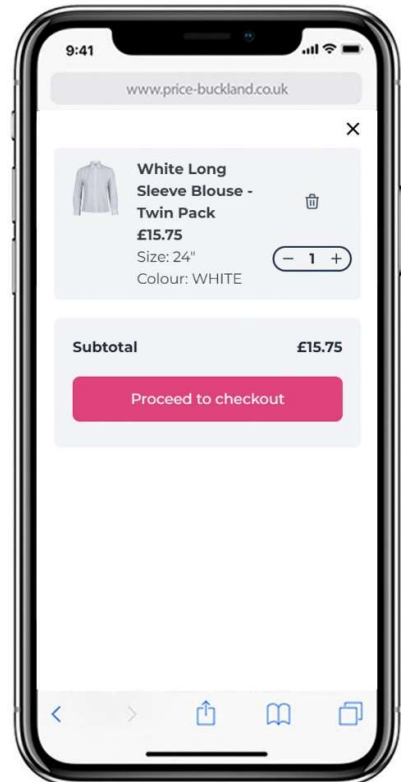 9:41
www.price-buckland.co.uk
White Long
Sleeve Blouse -
Twin Pack
£15.75
Size: 24"
Colour: WHITE
− 1 +
Subtotal £15.75
Proceed to checkout